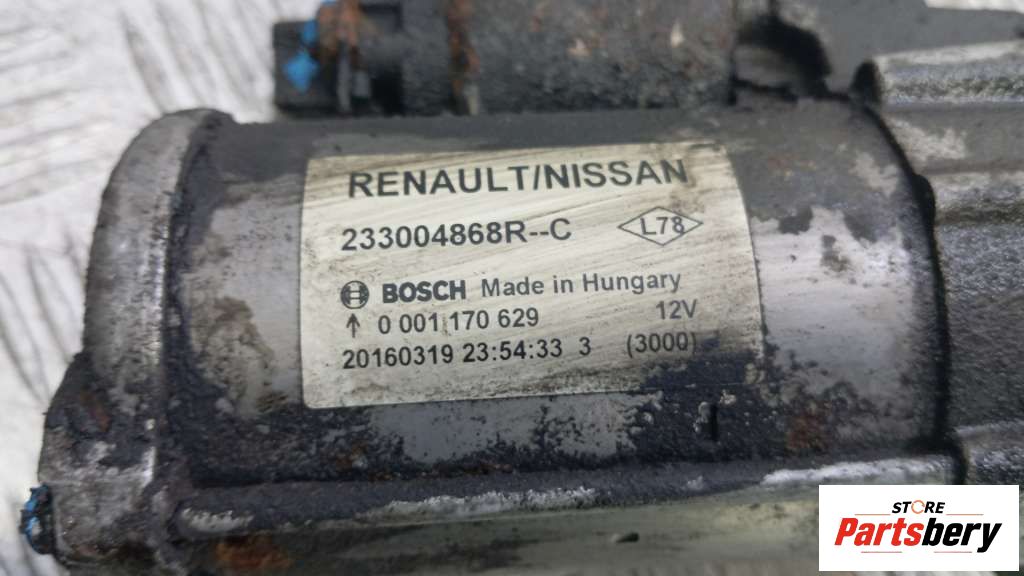 RENAULT/NISSAN
233004868R--C L78
BOSCH Made in Hungary
↑ 0 001 170 629 12V
20160319 23:54:33 3 (3000)
STORE
Partsbery